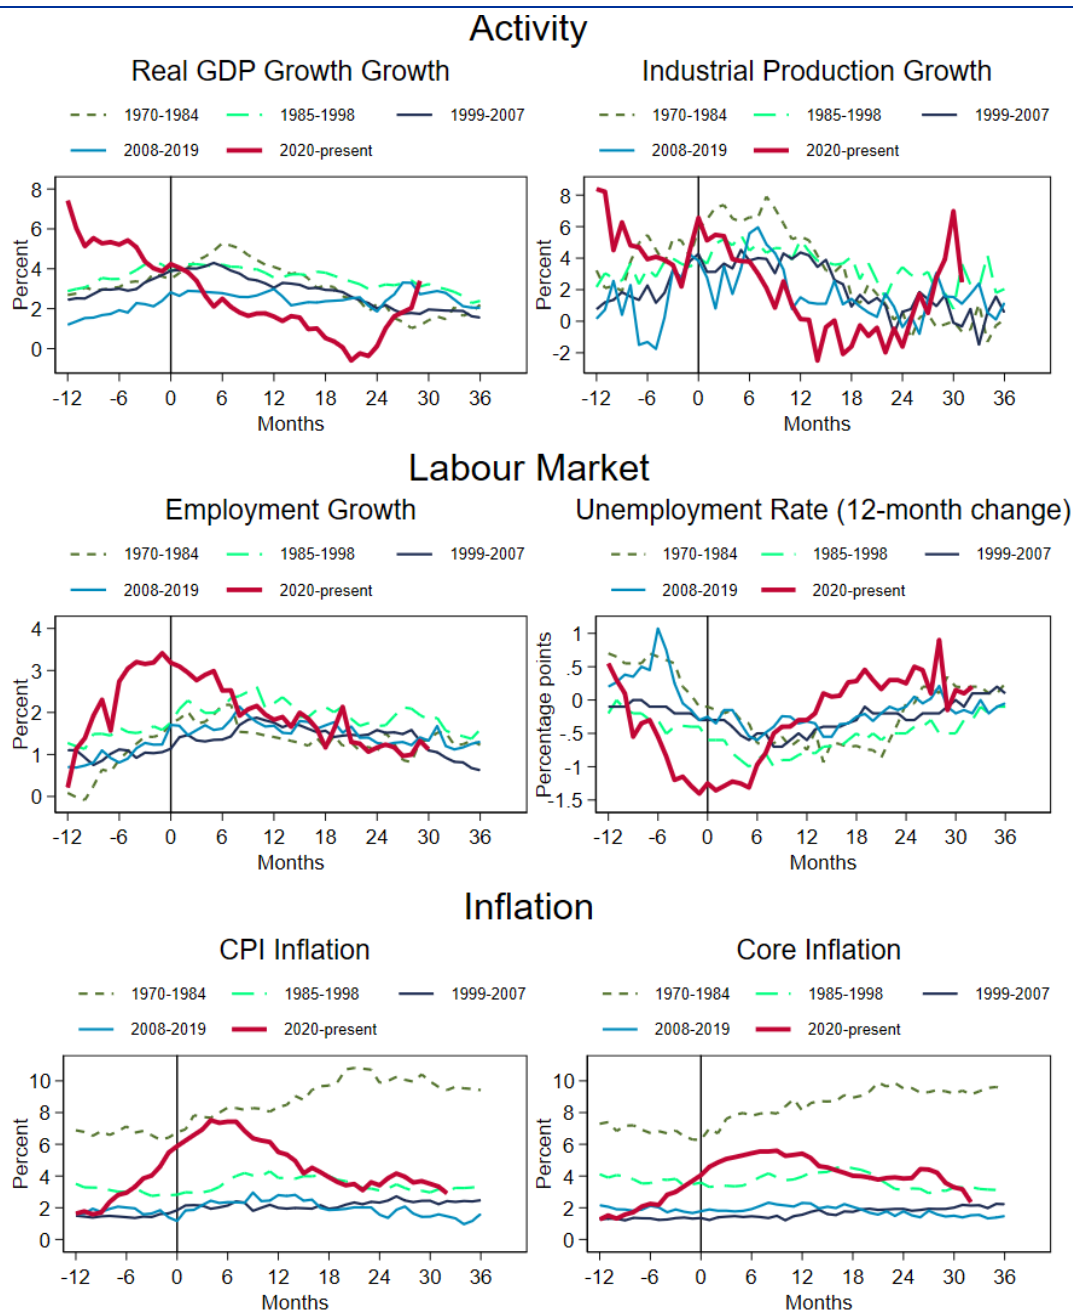 Activity
Real GDP Growth Growth
1970-1984 1985-1998 1999-2007
2008-2019 2020-present
Percent
8
6
4
2
0
-12 -6 0 6 12 18 24 30 36
Months
Industrial Production Growth
1970-1984 1985-1998 1999-2007
2008-2019 2020-present
Percent
8
6
4
2
0
-2
-12 -6 0 6 12 18 24 30 36
Months
Labour Market
Employment Growth
1970-1984 1985-1998 1999-2007
2008-2019 2020-present
Percent
4
3
2
1
0
-12 -6 0 6 12 18 24 30 36
Months
Unemployment Rate (12-month change)
1970-1984 1985-1998 1999-2007
2008-2019 2020-present
Percentage points
1
.5
0
-.5
-1
-1.5
-12 -6 0 6 12 18 24 30 36
Months
Inflation
CPI Inflation
1970-1984 1985-1998 1999-2007
2008-2019 2020-present
Percent
10
8
6
4
2
0
-12 -6 0 6 12 18 24 30 36
Months
Core Inflation
1970-1984 1985-1998 1999-2007
2008-2019 2020-present
Percent
10
8
6
4
2
0
-12 -6 0 6 12 18 24 30 36
Months